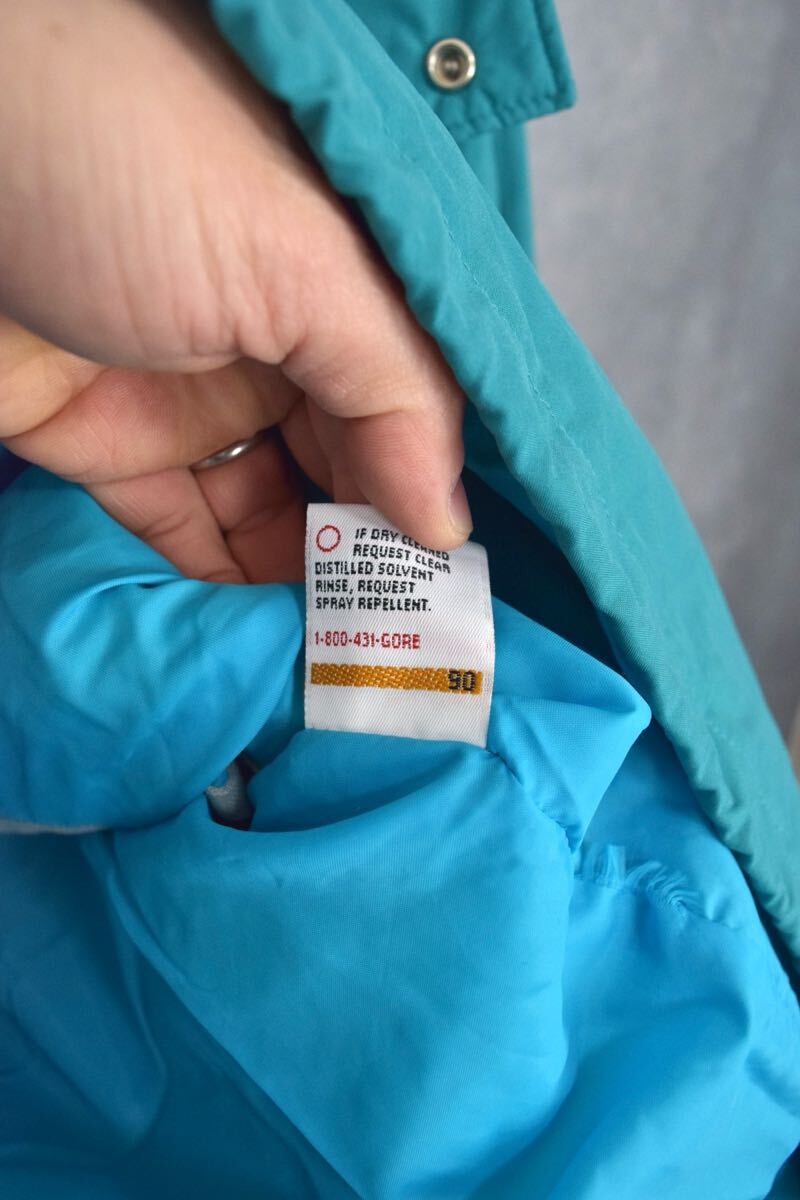 IF DRY CLEANED
REQUEST CLEAR
DISTILLED SOLVENT
RINSE, REQUEST
SPRAY REPELLENT.
1-800-431-GORE
90